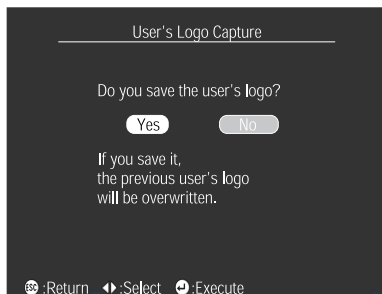 User's Logo Capture
Do you save the user's logo?
Yes No
If you save it,
the previous user's logo
will be overwritten.
ESC :Return :Select :Execute